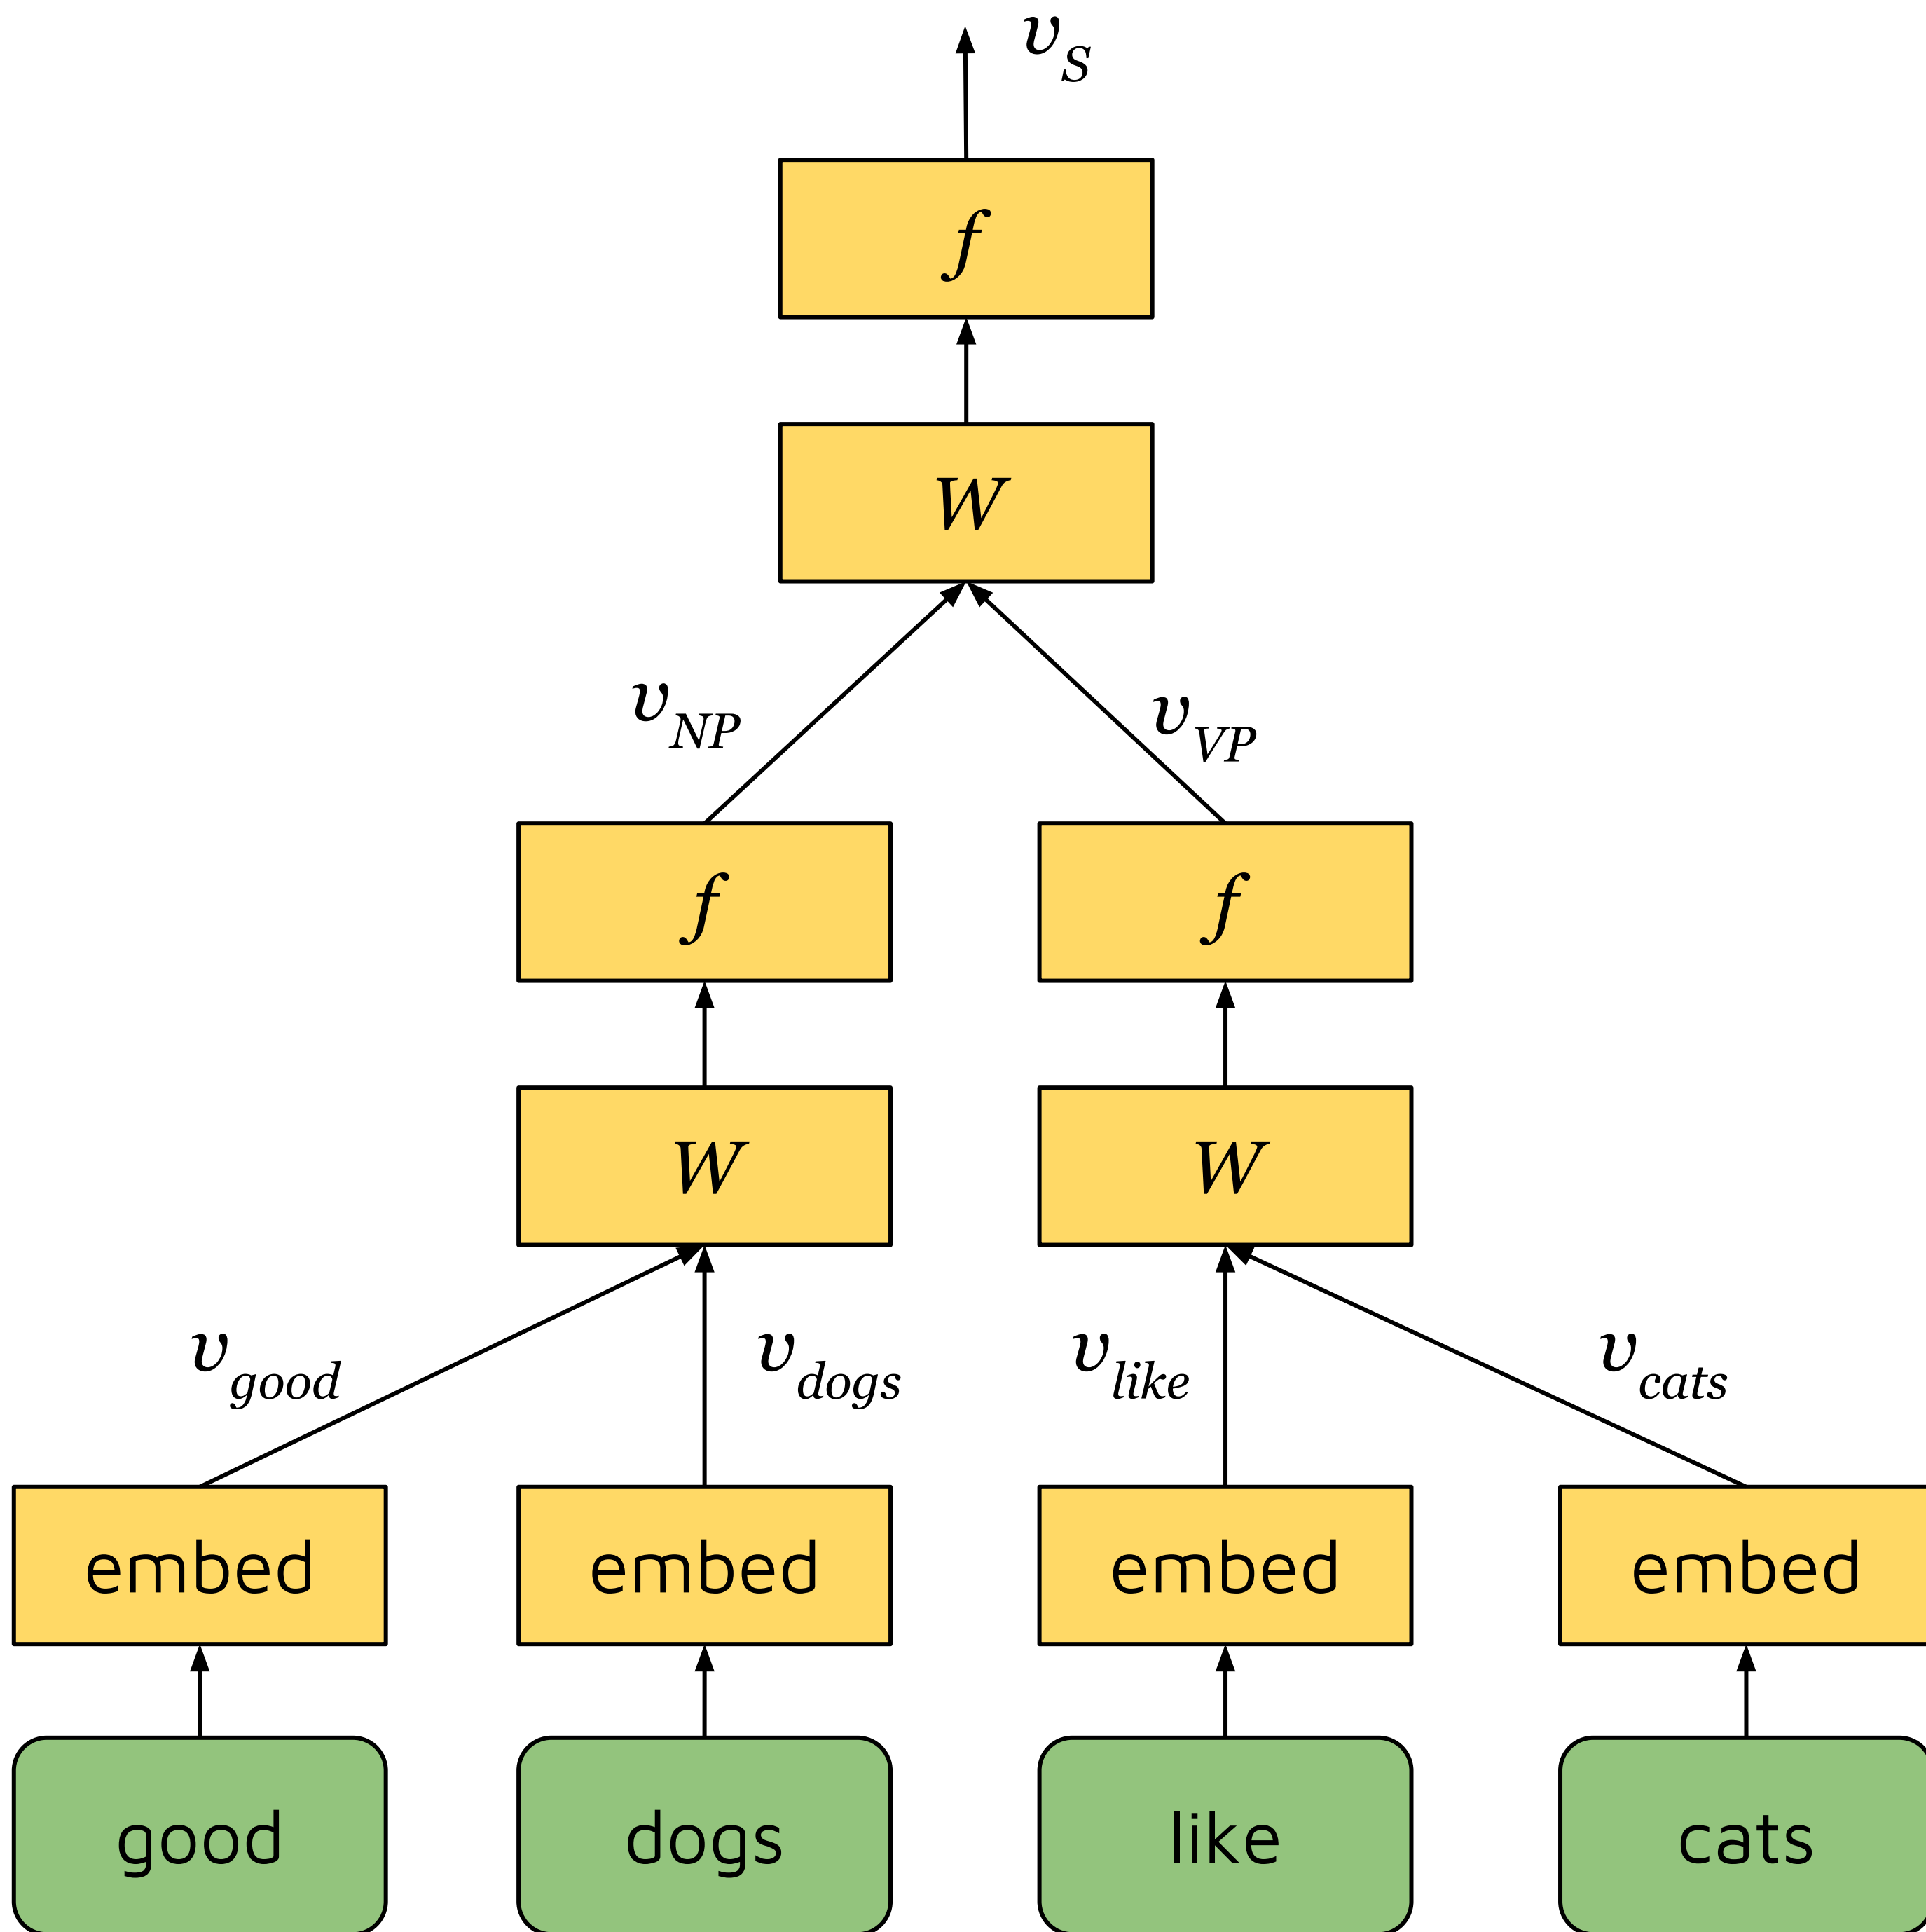 v_S
f
W
v_NP v_VP
f f
W W
v_good v_dogs v_like v_cats
embed embed embed embed
good dogs like cats